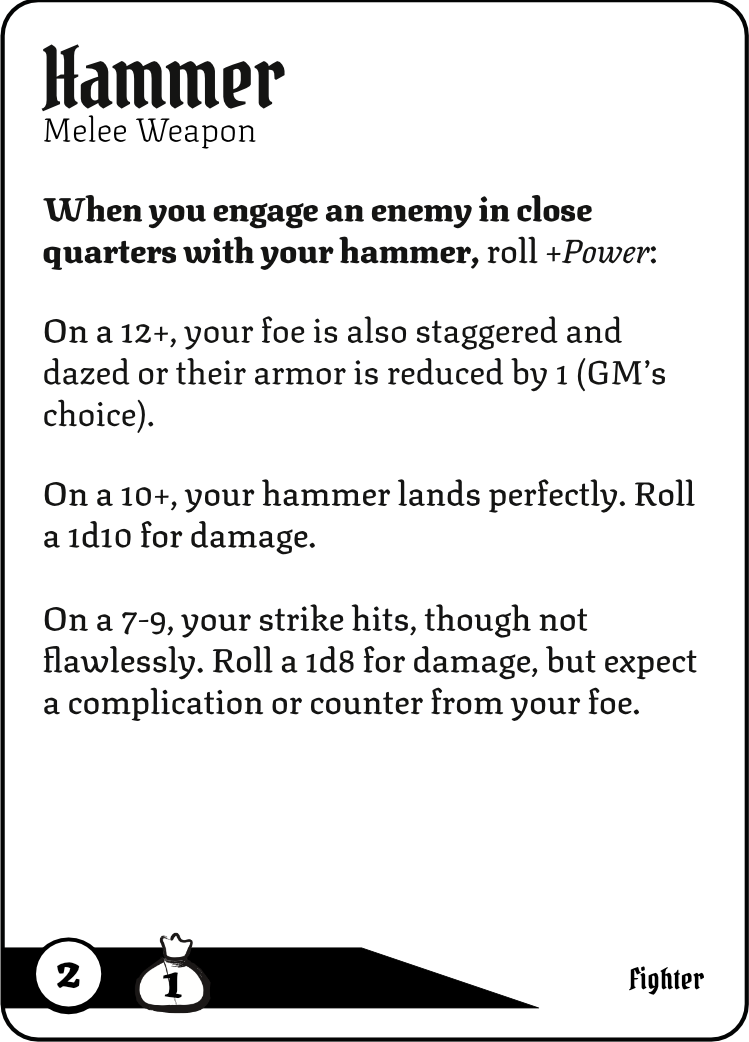 Hammer
Melee Weapon
When you engage an enemy in close
quarters with your hammer, roll +Power:
On a 12+, your foe is also staggered and
dazed or their armor is reduced by 1 (GM's
choice).
On a 10+, your hammer lands perfectly. Roll
a 1d10 for damage.
On a 7-9, your strike hits, though not
flawlessly. Roll a 1d8 for damage, but expect
a complication or counter from your foe.
2
1
Fighter